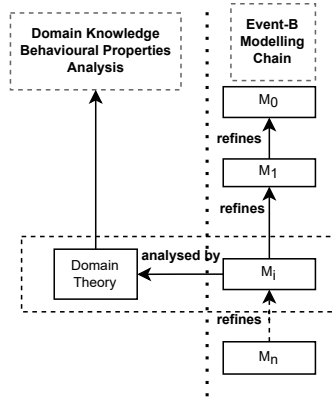 Domain Knowledge
Behavioural Properties
Analysis
Event-B
Modelling
Chain
M0
refines
M1
refines
analysed by
Domain
Theory
Mi
refines
Mn